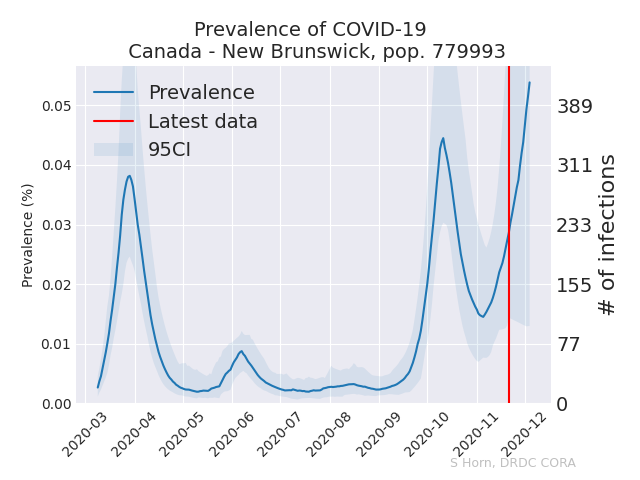 Prevalence of COVID-19
Canada - New Brunswick, pop. 779993
Prevalence
Latest data
95CI
Prevalence (%)
0.05
0.04
0.03
0.02
0.01
0.00
389
311
233
155
77
0
# of infections
2020-03
2020-04
2020-05
2020-06
2020-07
2020-08
2020-09
2020-10
2020-11
2020-12
S Horn, DRDC CORA